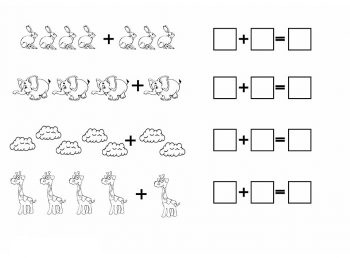 + + =
+ + =
+ + =
+ + =